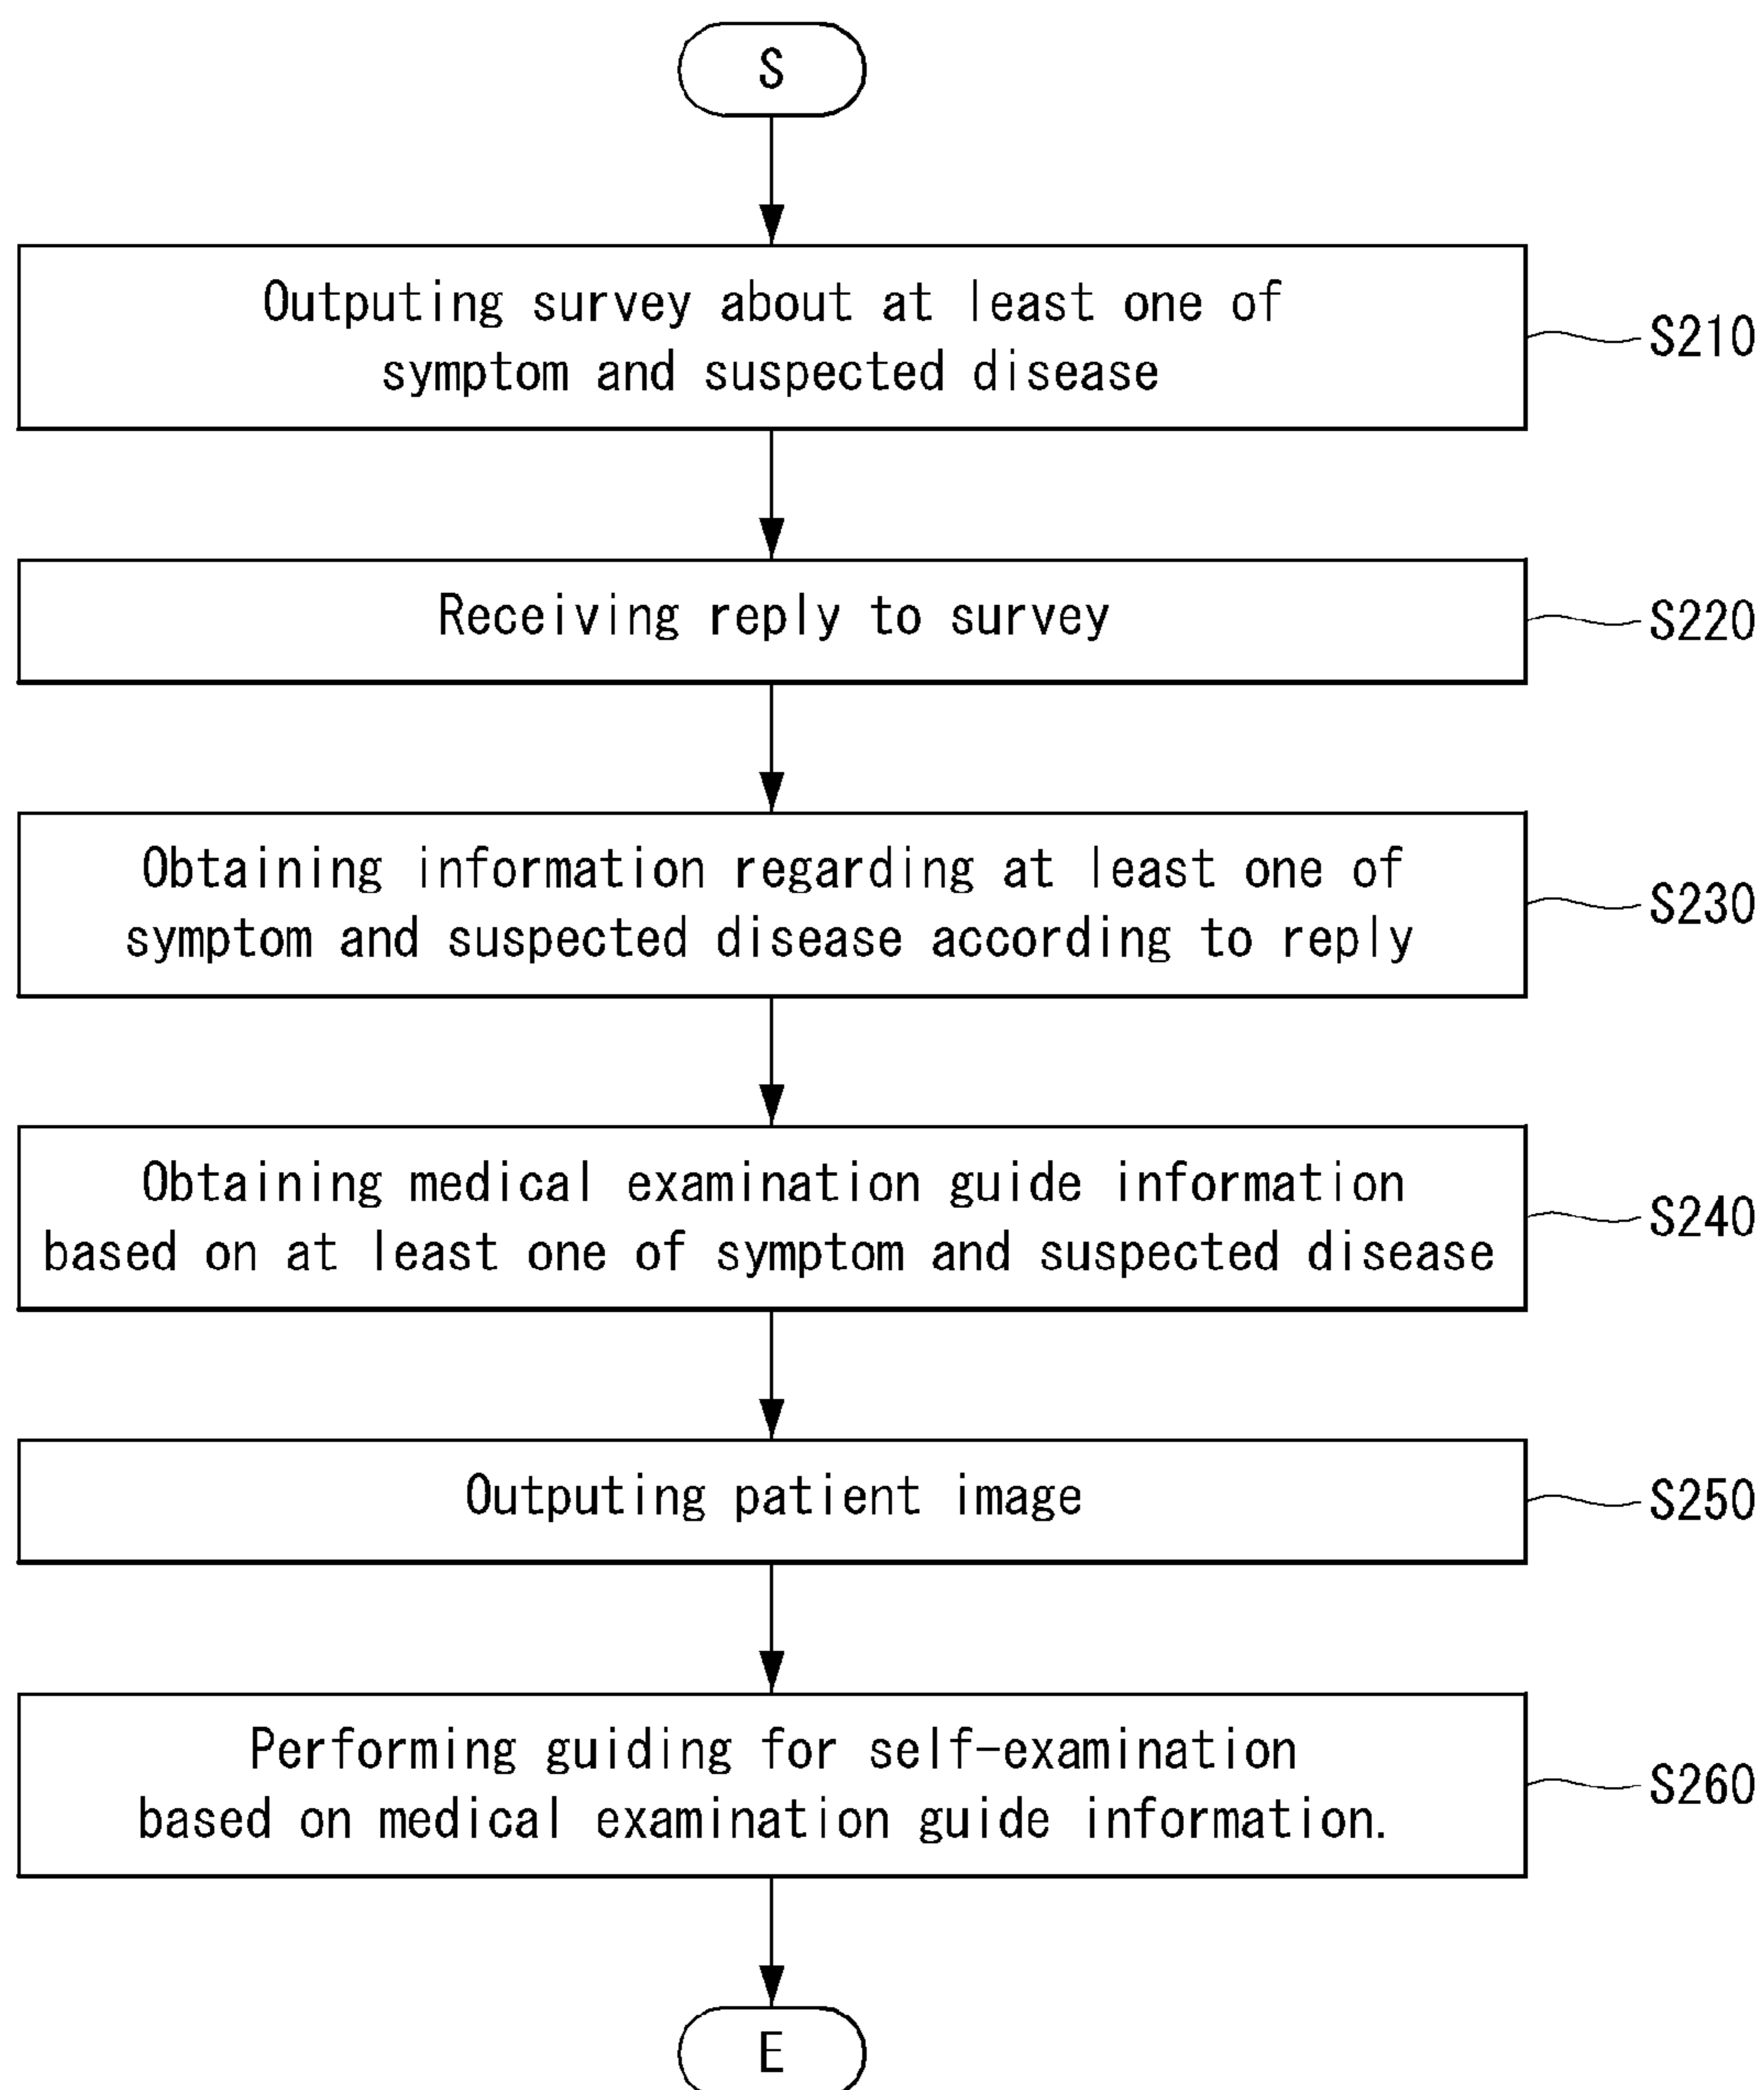 S
Outputing survey about at least one of
symptom and suspected disease
S210
Receiving reply to survey
S220
Obtaining information regarding at least one of
symptom and suspected disease according to reply
S230
Obtaining medical examination guide information
based on at least one of symptom and suspected disease
S240
Outputing patient image
S250
Performing guiding for self-examination
based on medical examination guide information.
S260
E